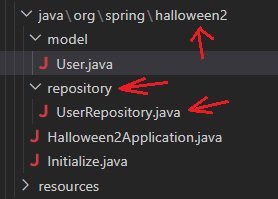 java\org\spring\halloween2
model
User.java
repository
UserRepository.java
Halloween2Application.java
Initialize.java
resources